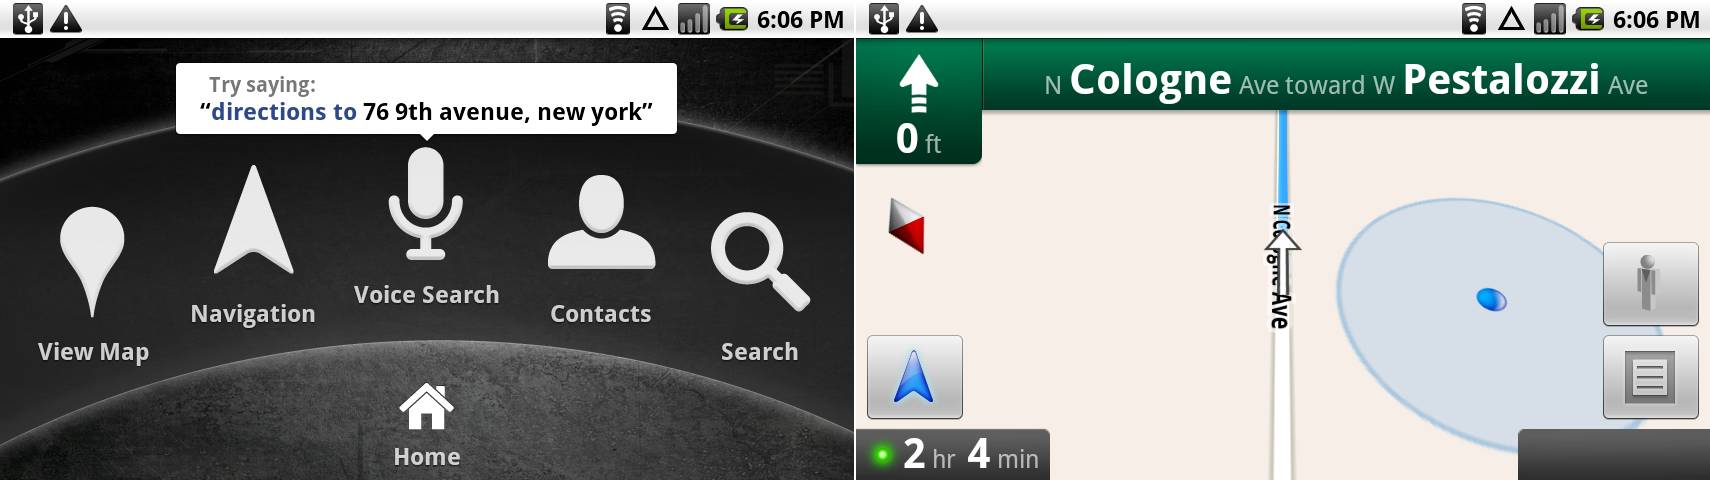 6:06 PM
Try saying:
“directions to 76 9th avenue, new york”
View Map
Navigation
Voice Search
Contacts
Search
Home
6:06 PM
N Cologne Ave toward W Pestalozzi Ave
0 ft
Ave
2 hr 4 min